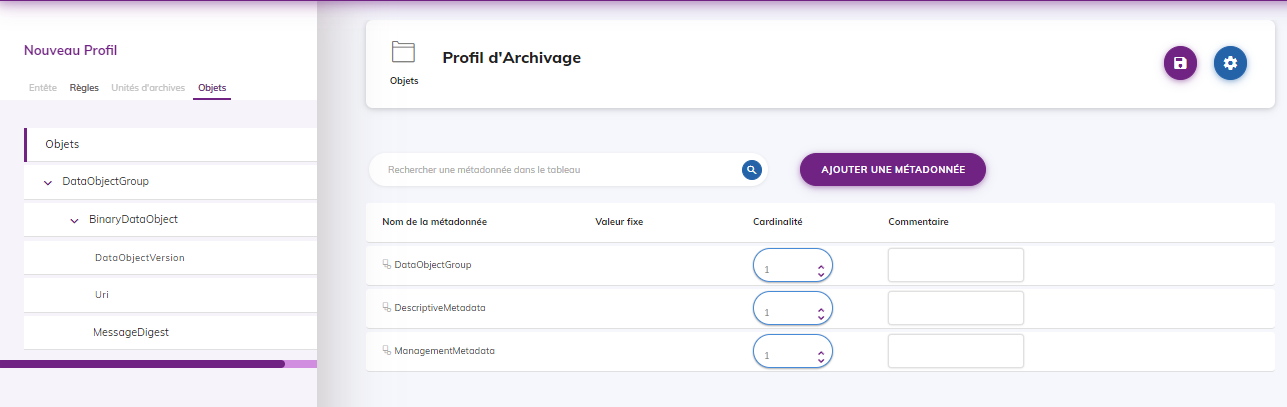 Nouveau Profil
Entête Règles Unités d'archives Objets
Objets
DataObjectGroup
BinaryDataObject
DataObjectVersion
Uri
MessageDigest
Profil d'Archivage
Objets
Rechercher une métadonnée dans le tableau
AJOUTER UNE MÉTADONNÉE
Nom de la métadonnée Valeur fixe Cardinalité Commentaire
DataObjectGroup 1
DescriptiveMetadata 1
ManagementMetadata 1